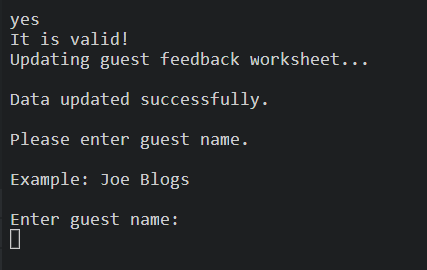 yes
It is valid!
Updating guest feedback worksheet...
Data updated successfully.
Please enter guest name.
Example: Joe Blogs
Enter guest name: